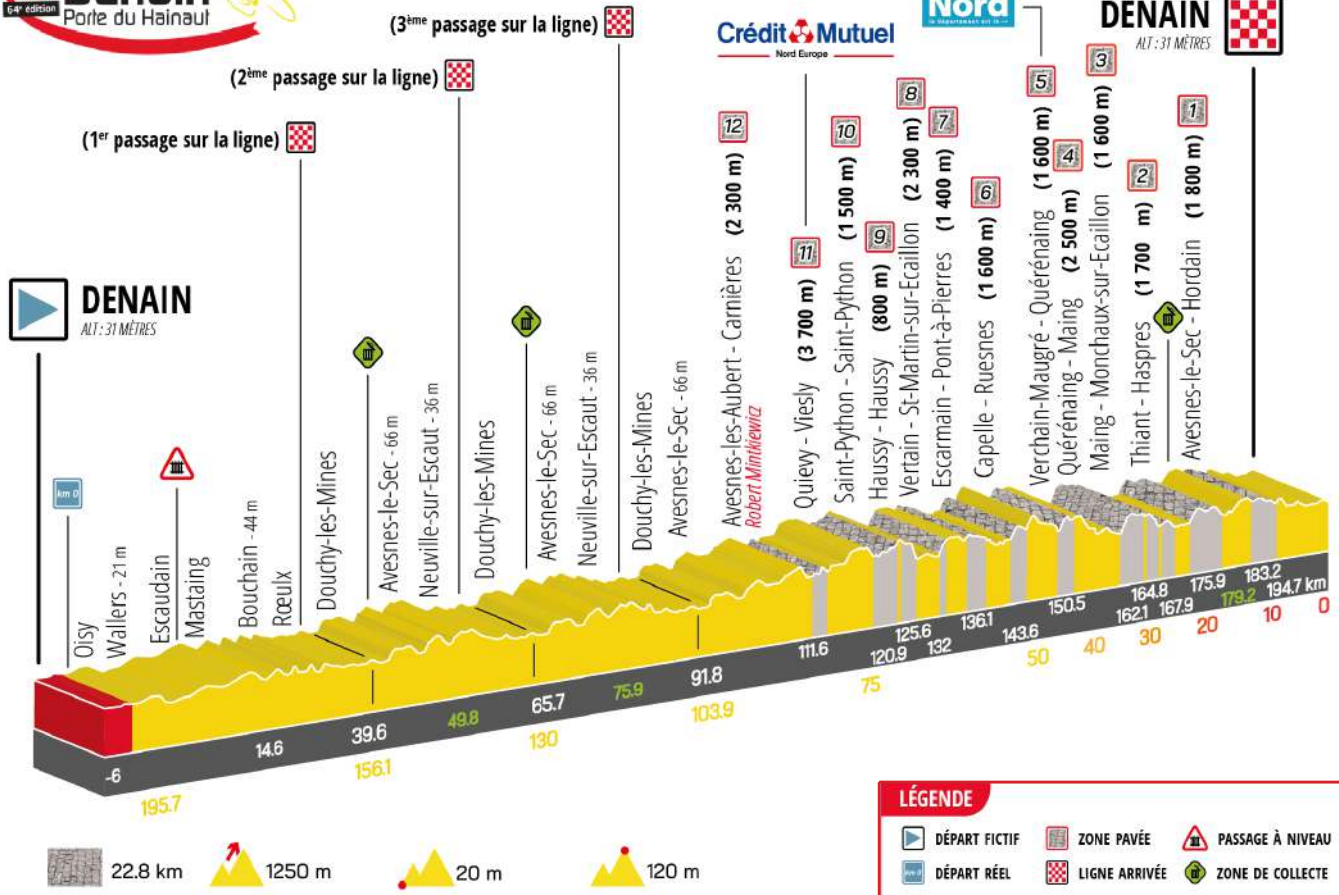 64e édition
Porte du Hainaut
(3ème passage sur la ligne)
(2ème passage sur la ligne)
(1er passage sur la ligne)
Crédit Mutuel
Nord Europe
Nord
DENAIN
ALT : 31 MÈTRES
DENAIN
ALT : 31 MÈTRES
km 0
Oisy
Wallers - 21 m
Escaudain
Mastaing
Bouchain - 44 m
Rœulx
Douchy-les-Mines
Avesnes-le-Sec - 66 m
Neuville-sur-Escaut - 36 m
Douchy-les-Mines
Avesnes-le-Sec - 66 m
Neuville-sur-Escaut - 36 m
Douchy-les-Mines
Avesnes-le-Sec - 66 m
12
Avesnes-les-Aubert - Carnières (2 300 m)
Robert Mintkiewicz
11
Quievy - Viesly (3 700 m)
10
Saint-Python - Saint-Python (1 500 m)
9
Haussy - Haussy (800 m)
8
Vertain - St-Martin-sur-Ecaillon (2 300 m)
7
Escarmain - Pont-à-Pierres (1 400 m)
6
Capelle - Ruesnes (1 600 m)
5
Verchain-Maugré - Quérénaing (1 600 m)
4
Quérénaing - Maing (2 500 m)
3
Maing - Monchaux-sur-Ecaillon (1 600 m)
2
Thiant - Haspres (1 700 m)
1
Avesnes-le-Sec - Hordain (1 800 m)
-6
14.6
39.6
49.8
65.7
75.9
91.8
111.6
120.9
125.6
132
136.1
143.6
150.5
162.1
164.8
167.9
175.9
179.2
183.2
194.7 km
195.7
156.1
130
103.9
75
50
40
30
20
10
0
22.8 km
1250 m
20 m
120 m
LÉGENDE
DÉPART FICTIF
ZONE PAVÉE
PASSAGE À NIVEAU
km 0
DÉPART RÉEL
LIGNE ARRIVÉE
ZONE DE COLLECTE